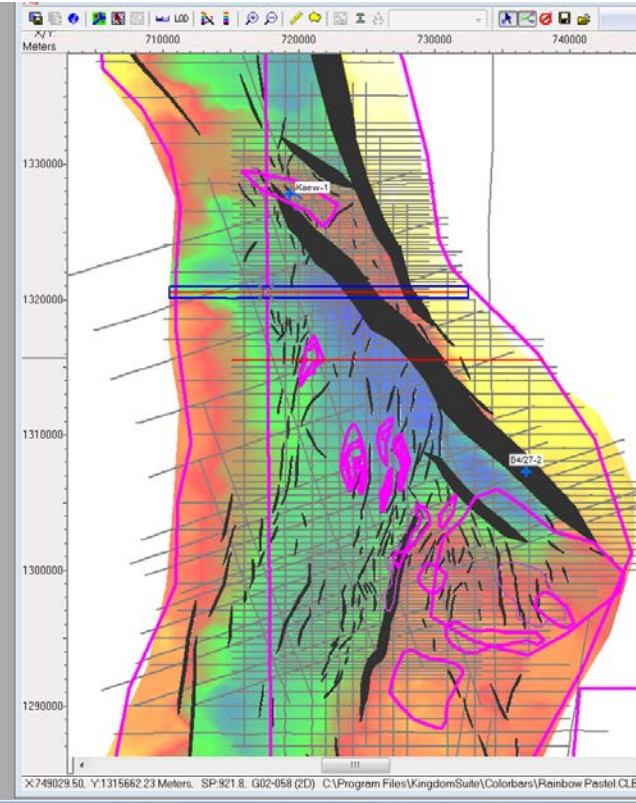 LOD
X/Y:
Meters
710000
720000
730000
740000
1330000
Kaew-1
1320000
1310000
B4/27-2
1300000
1290000
X:749029.50, Y:1315662.23 Meters, SP:921.8, G02-058 (2D) C:\Program Files\KingdomSuite\Colorbars\Rainbow Pastel.CLB